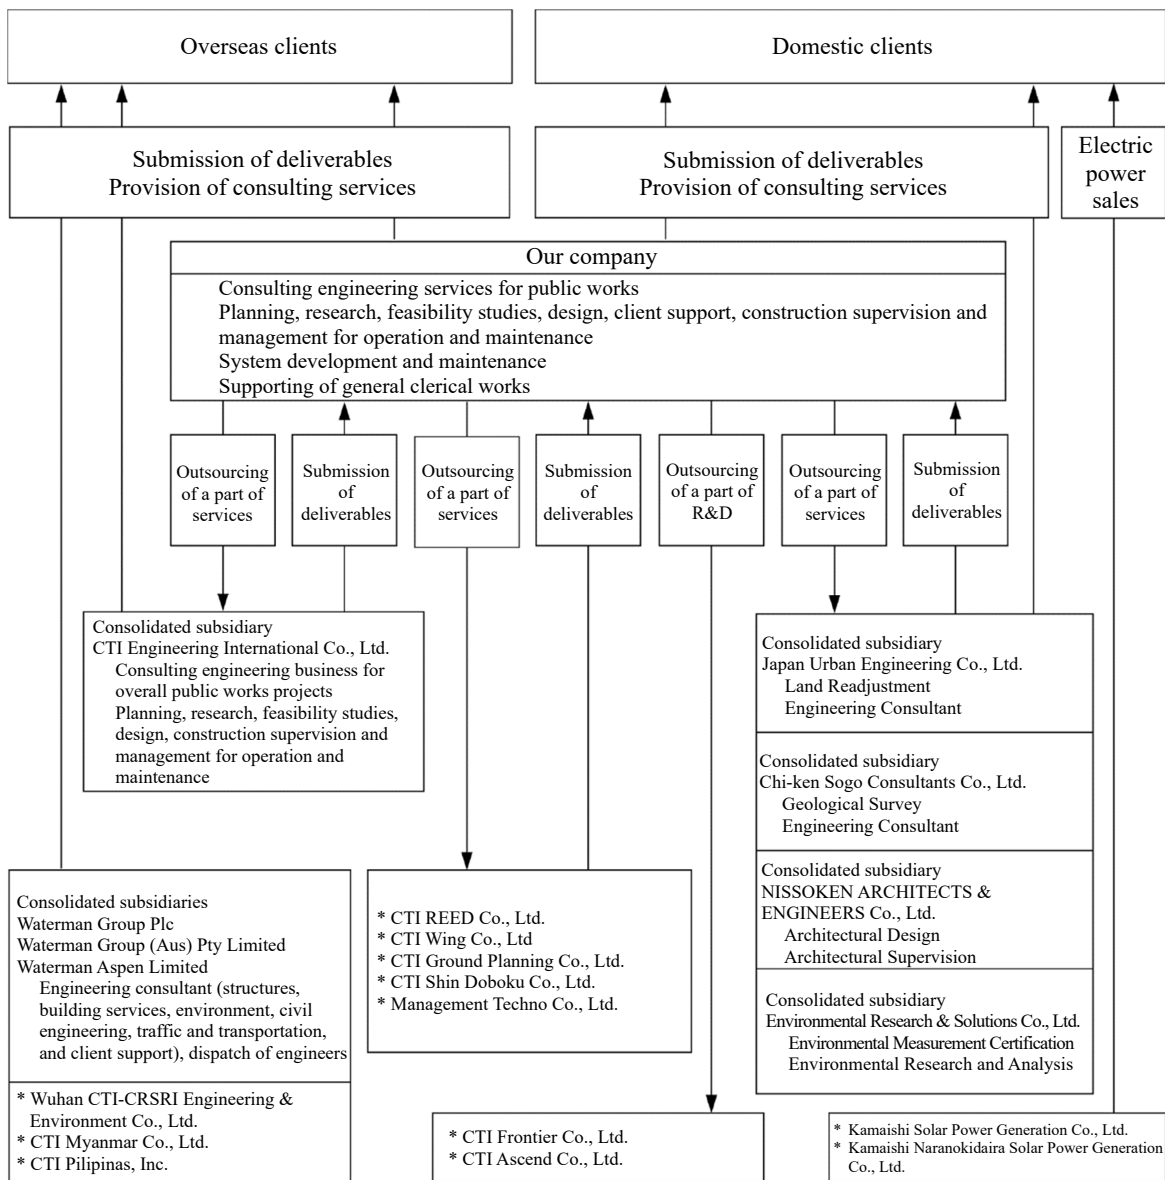 Overseas clients
Domestic clients
Submission of deliverables
Provision of consulting services
Submission of deliverables
Provision of consulting services
Electric
power
sales
Our company
Consulting engineering services for public works
Planning, research, feasibility studies, design, client support, construction supervision and
management for operation and maintenance
System development and maintenance
Supporting of general clerical works
Outsourcing
of a part of
services
Submission
of
deliverables
Outsourcing
of a part of
services
Submission
of
deliverables
Outsourcing
of a part of
R&D
Outsourcing
of a part of
services
Submission
of
deliverables
Consolidated subsidiary
CTI Engineering International Co., Ltd.
Consulting engineering business for
overall public works projects
Planning, research, feasibility studies,
design, construction supervision and
management for operation and
maintenance
Consolidated subsidiary
Japan Urban Engineering Co., Ltd.
Land Readjustment
Engineering Consultant
Consolidated subsidiary
Chi-ken Sogo Consultants Co., Ltd.
Geological Survey
Engineering Consultant
Consolidated subsidiary
NISSOKEN ARCHITECTS &
ENGINEERS Co., Ltd.
Architectural Design
Architectural Supervision
Consolidated subsidiary
Environmental Research & Solutions Co., Ltd.
Environmental Measurement Certification
Environmental Research and Analysis
Consolidated subsidiaries
Waterman Group Plc
Waterman Group (Aus) Pty Limited
Waterman Aspen Limited
Engineering consultant (structures,
building services, environment, civil
engineering, traffic and transportation,
and client support), dispatch of engineers
* Wuhan CTI-CRSRI Engineering &
Environment Co., Ltd.
* CTI Myanmar Co., Ltd.
* CTI Pilipinas, Inc.
* CTI REED Co., Ltd.
* CTI Wing Co., Ltd
* CTI Ground Planning Co., Ltd.
* CTI Shin Doboku Co., Ltd.
* Management Techno Co., Ltd.
* CTI Frontier Co., Ltd.
* CTI Ascend Co., Ltd.
* Kamaishi Solar Power Generation Co., Ltd.
* Kamaishi Naranokidaira Solar Power Generation
Co., Ltd.